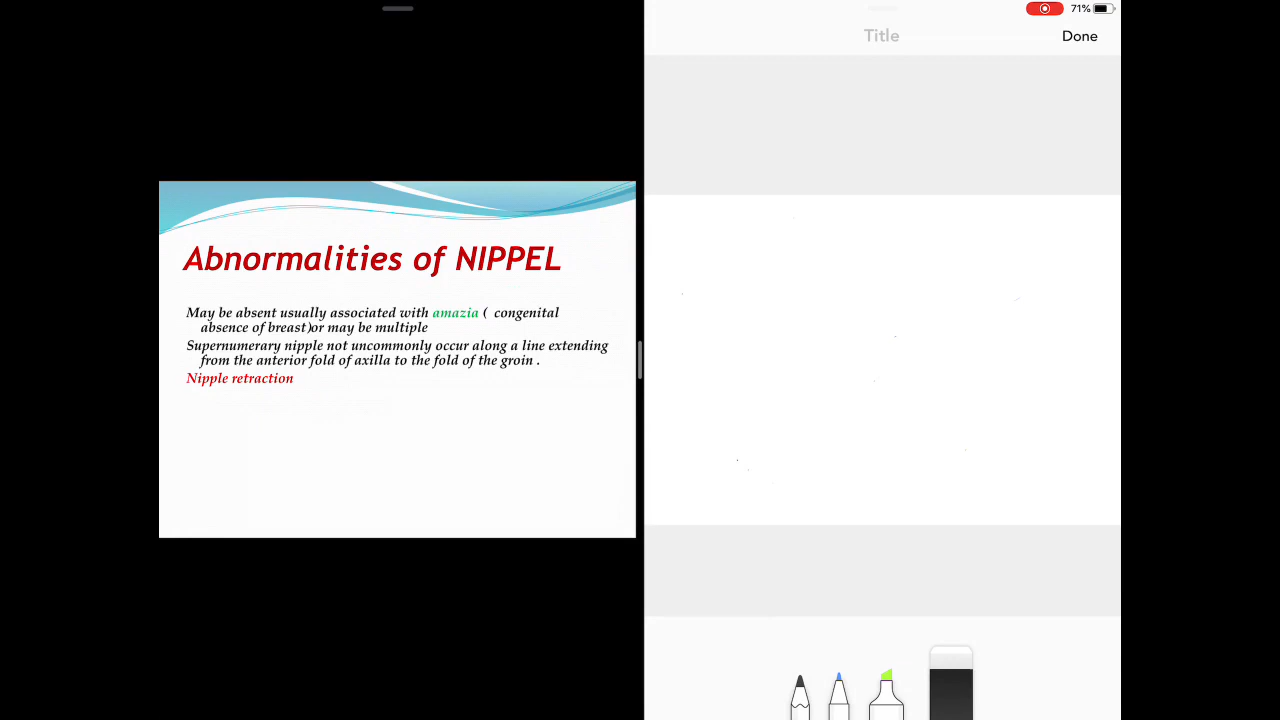 71%
Title
Done
Abnormalities of NIPPEL
May be absent usually associated with amazia ( congenital
absence of breast)or may be multiple
Supernumerary nipple not uncommonly occur along a line extending
from the anterior fold of axilla to the fold of the groin .
Nipple retraction